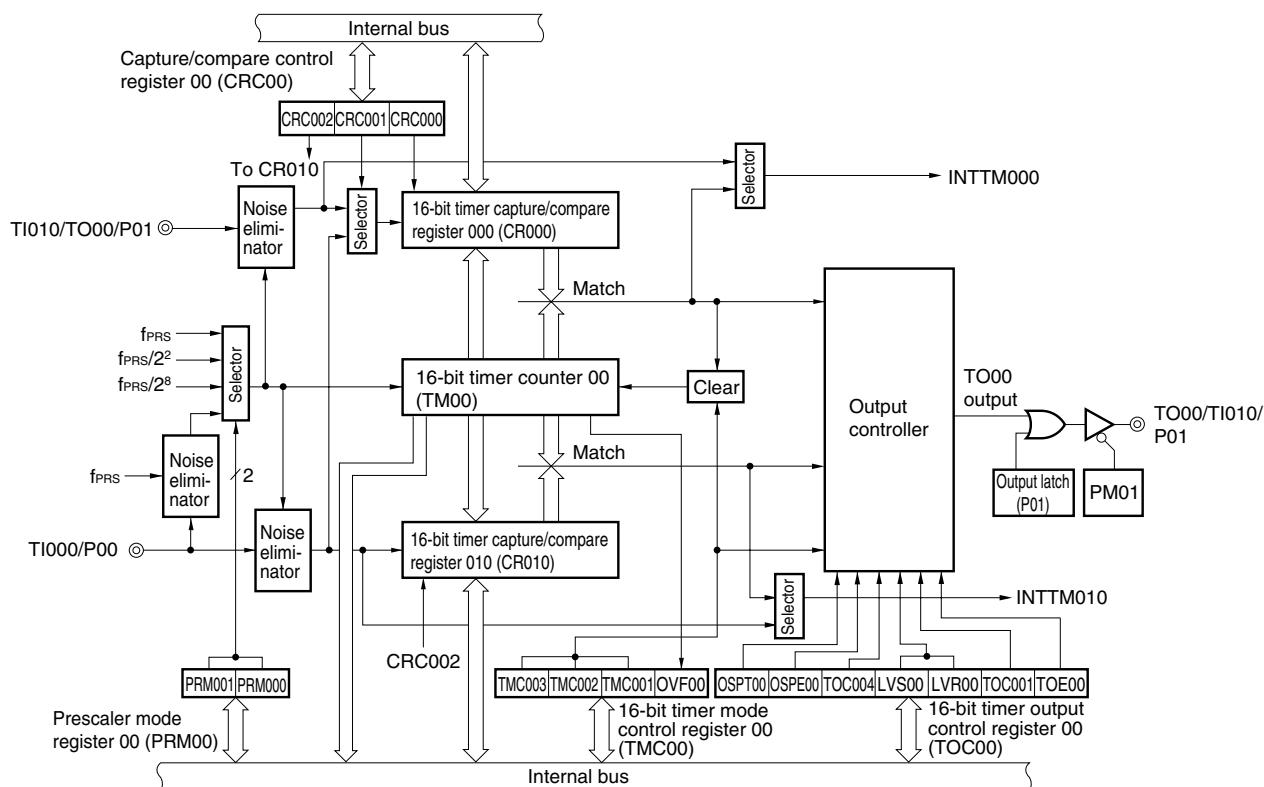 Internal bus
Capture/compare control
register 00 (CRC00)
CRC002 CRC001 CRC000
To CR010
TI010/TO00/P01
Noise
elimi-
nator
Selector
16-bit timer capture/compare
register 000 (CR000)
Selector
INTTM000
Match
fPRS
fPRS/2²
fPRS/2⁸
Selector
16-bit timer counter 00
(TM00)
Clear
Output
controller
TO00
output
TO00/TI010/
P01
Output latch
(P01)
PM01
fPRS
Noise
elimi-
nator
2
Match
TI000/P00
Noise
elimi-
nator
16-bit timer capture/compare
register 010 (CR010)
CRC002
Selector
INTTM010
PRM001 PRM000
Prescaler mode
register 00 (PRM00)
TMC003 TMC002 TMC001 OVF00
16-bit timer mode
control register 00
(TMC00)
OSPT00 OSPE00 TOC004 LVS00 LVR00 TOC001 TOE00
16-bit timer output
control register 00
(TOC00)
Internal bus